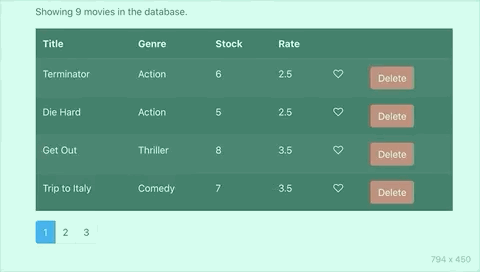 Showing 9 movies in the database.
Title Genre Stock Rate
Terminator Action 6 2.5 Delete
Die Hard Action 5 2.5 Delete
Get Out Thriller 8 3.5 Delete
Trip to Italy Comedy 7 3.5 Delete
1 2 3
794 x 450